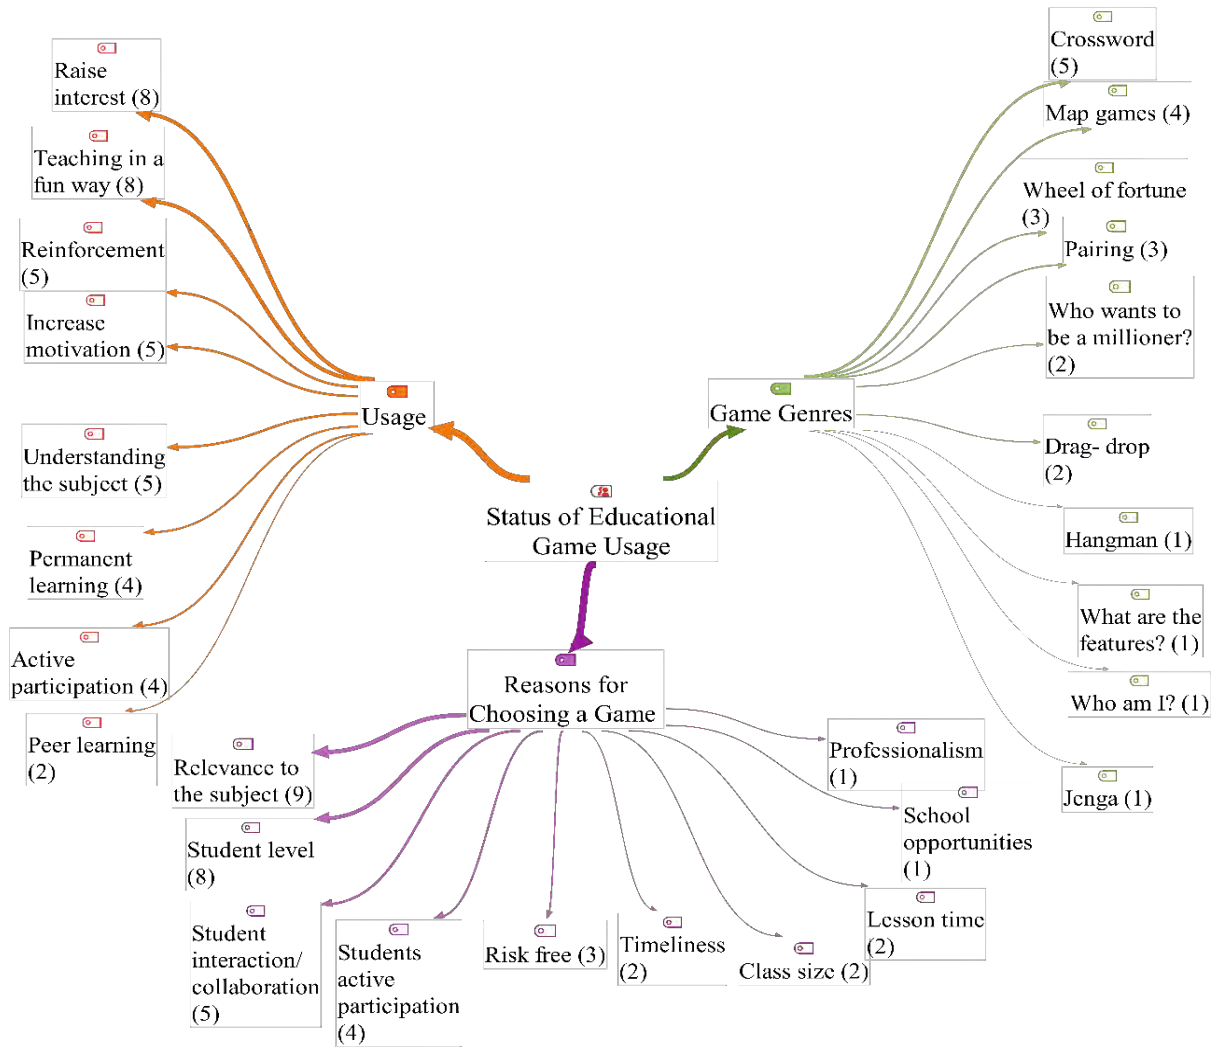 Raise
interest (8)
Teaching in a
fun way (8)
Reinforcement
(5)
Increase
motivation (5)
Understanding
the subject (5)
Permanent
learning (4)
Active
participation (4)
Peer learning
(2)
Usage
Status of Educational
Game Usage
Game Genres
Crossword
(5)
Map games (4)
Wheel of fortune
(3)
Pairing (3)
Who wants to
be a millioner?
(2)
Drag- drop
(2)
Hangman (1)
What are the
features? (1)
Who am I? (1)
Jenga (1)
Reasons for
Choosing a Game
Relevance to
the subject (9)
Student level
(8)
Student
interaction/
collaboration
(5)
Students
active
participation
(4)
Risk free (3)
Timeliness
(2)
Class size (2)
Lesson time
(2)
School
opportunities
(1)
Professionalism
(1)